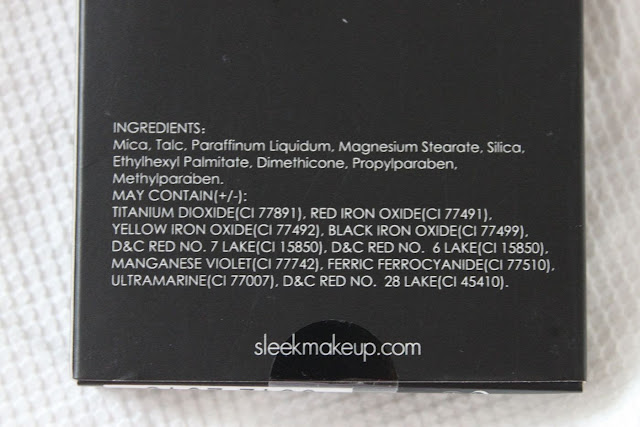 INGREDIENTS:
Mica, Talc, Paraffinum Liquidum, Magnesium Stearate, Silica,
Ethylhexyl Palmitate, Dimethicone, Propylparaben,
Methylparaben.
MAY CONTAIN(+/-):
TITANIUM DIOXIDE(CI 77891), RED IRON OXIDE(CI 77491),
YELLOW IRON OXIDE(CI 77492), BLACK IRON OXIDE(CI 77499),
D&C RED NO. 7 LAKE(CI 15850), D&C RED NO. 6 LAKE(CI 15850),
MANGANESE VIOLET(CI 77742), FERRIC FERROCYANIDE(CI 77510),
ULTRAMARINE(CI 77007), D&C RED NO. 28 LAKE(CI 45410).
sleekmakeup.com